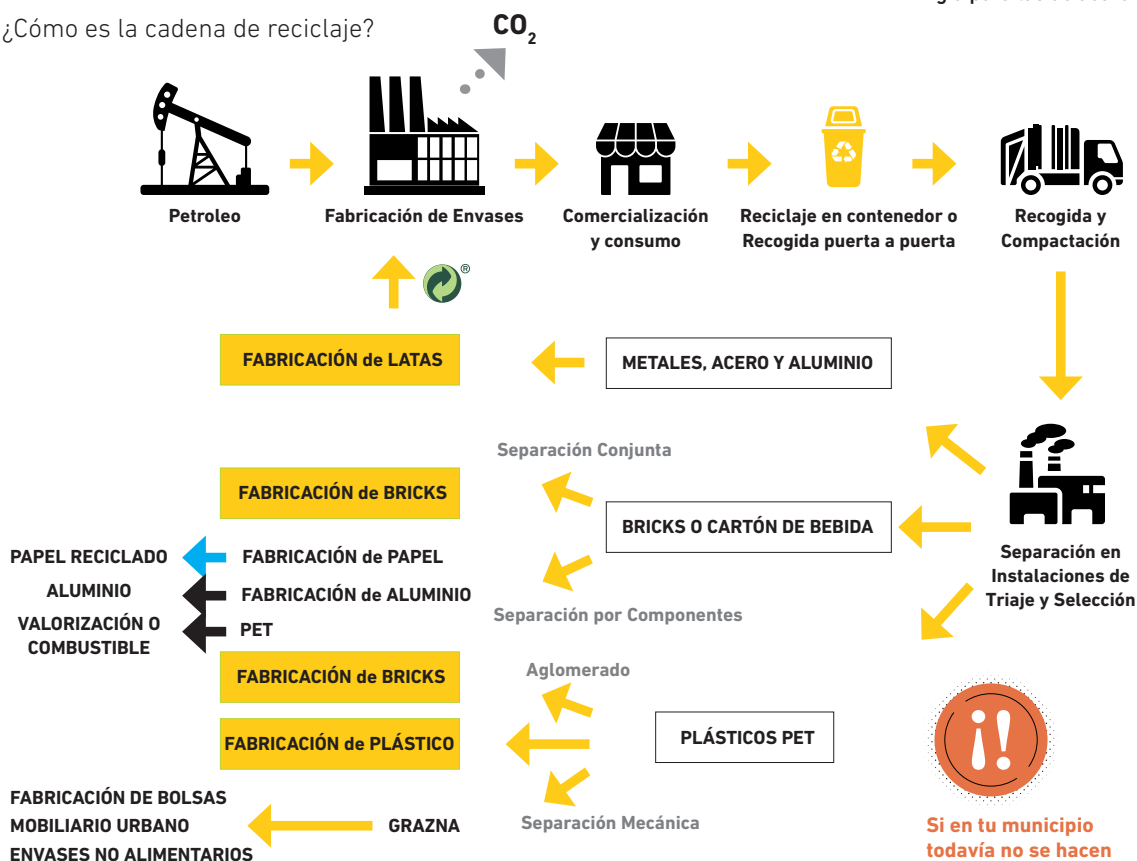 ¿Cómo es la cadena de reciclaje?
CO2
Petroleo
Fabricación de Envases
Comercialización
y consumo
Reciclaje en contenedor o
Recogida puerta a puerta
Recogida y
Compactación
®
FABRICACIÓN de LATAS
METALES, ACERO Y ALUMINIO
Separación Conjunta
FABRICACIÓN de BRICKS
BRICKS O CARTÓN DE BEBIDA
Separación en
Instalaciones de
Triaje y Selección
PAPEL RECICLADO
FABRICACIÓN de PAPEL
ALUMINIO
FABRICACIÓN de ALUMINIO
VALORIZACIÓN O
COMBUSTIBLE
PET
Separación por Componentes
FABRICACIÓN de BRICKS
Aglomerado
FABRICACIÓN de PLÁSTICO
PLÁSTICOS PET
¡!
FABRICACIÓN DE BOLSAS
MOBILIARIO URBANO
ENVASES NO ALIMENTARIOS
GRAZNA
Separación Mecánica
Si en tu municipio
todavía no se hacen